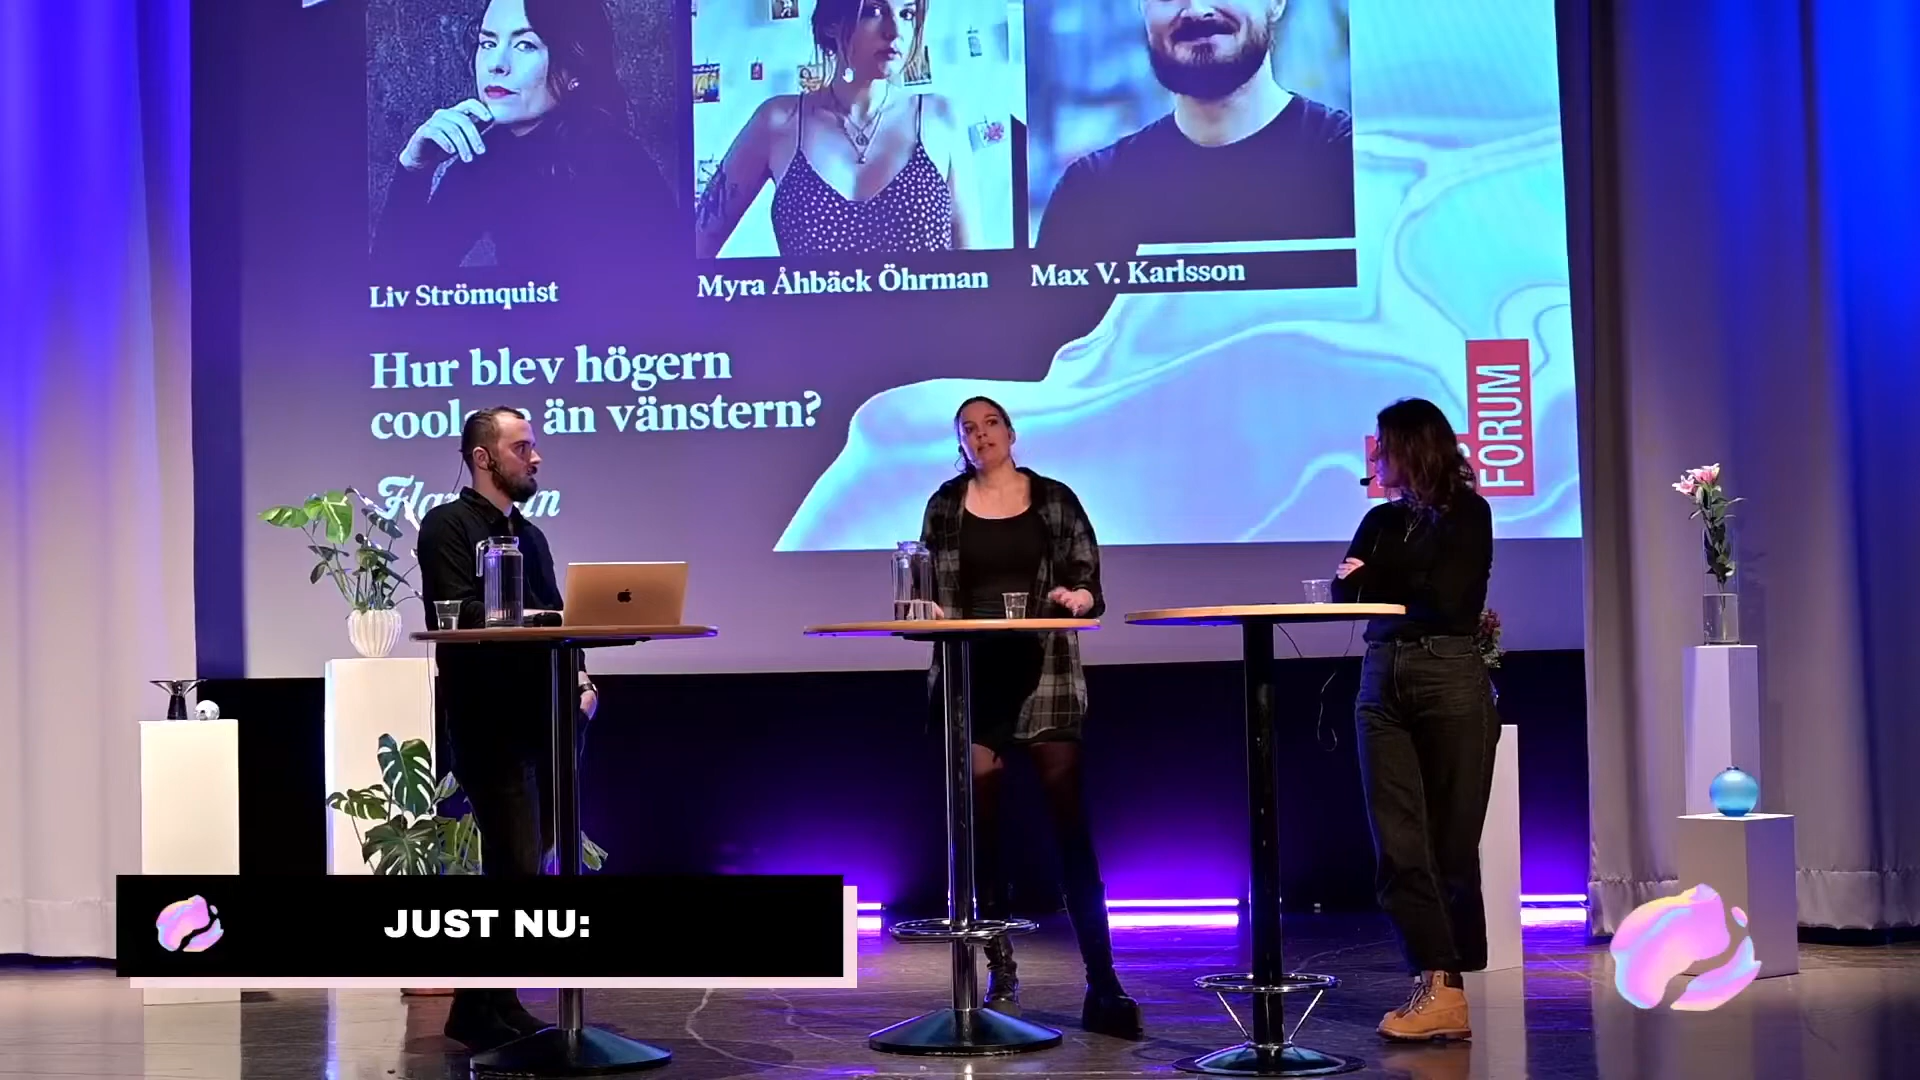 Liv Strömquist
Myra Åhbäck Öhrman
Max V. Karlsson
Hur blev högern
än vänstern?
FORUM
JUST NU: